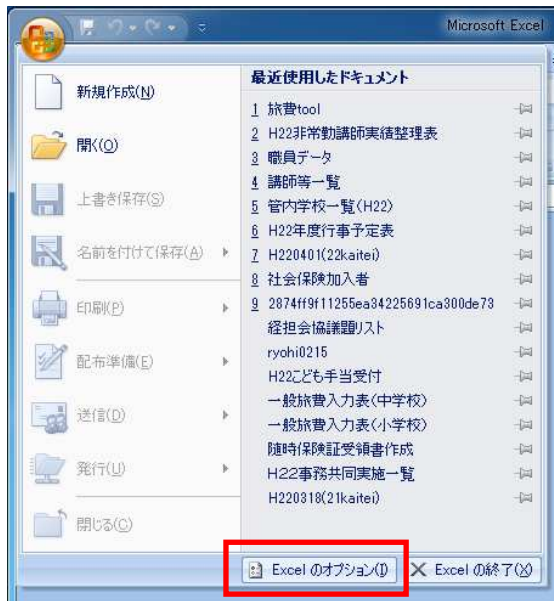 Microsoft Excel
新規作成(N)
開く(O)
上書き保存(S)
名前を付けて保存(A)
印刷(P)
配布準備(E)
送信(D)
発行(U)
閉じる(C)
最近使用したドキュメント
1 旅費tool
2 H22非常勤講師実績整理表
3 職員データ
4 講師等一覧
5 管内学校一覧(H22)
6 H22年度行事予定表
7 H220401(22kaitei)
8 社会保険加入者
9 2874ff9f11255ea34225691ca300de73
経担会協議題リスト
ryohi0215
H22こども手当受付
一般旅費入力表(中学校)
一般旅費入力表(小学校)
随時保険証受領書作成
H22事務共同実施一覧
H220318(21kaitei)
Excel のオプション(I)
Excel の終了(X)